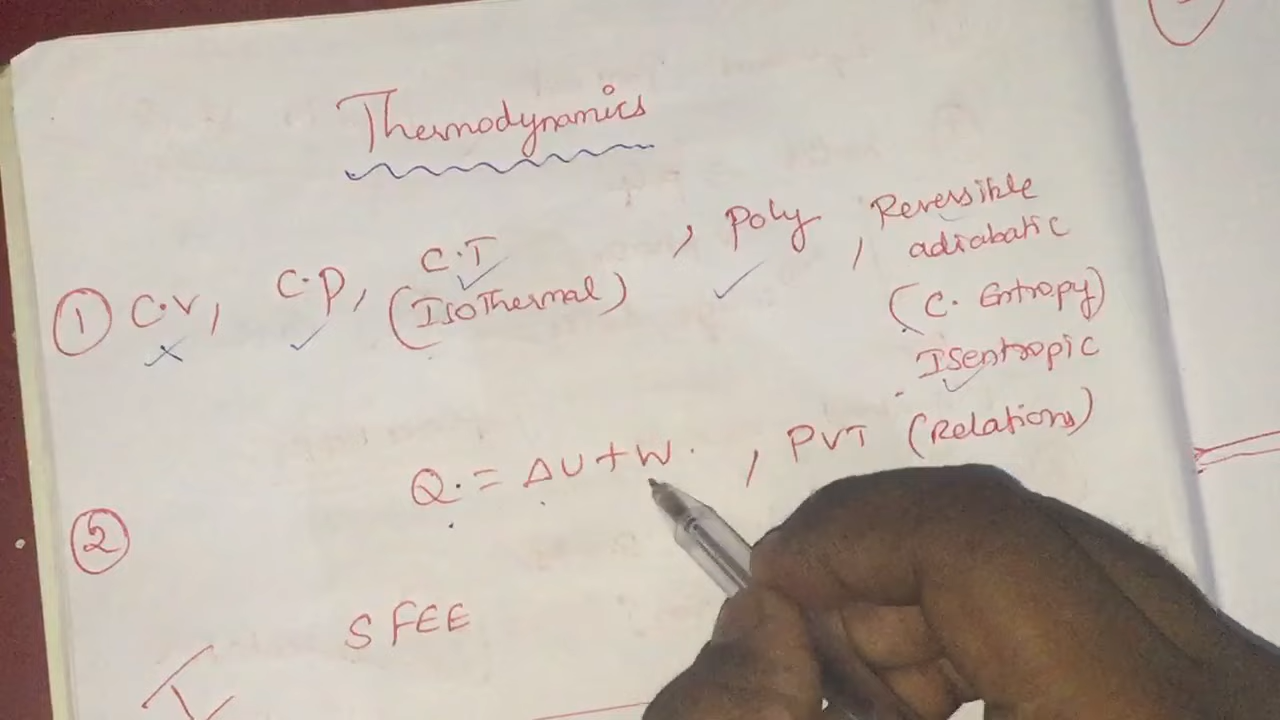 Thermodynamics
① C.V, C.P, C.T (Isothermal), Poly, Reversible adiabatic
(C. Entropy)
Isentropic
Q. = ΔU + W. , PVT (Relations)
②
SFEE
I